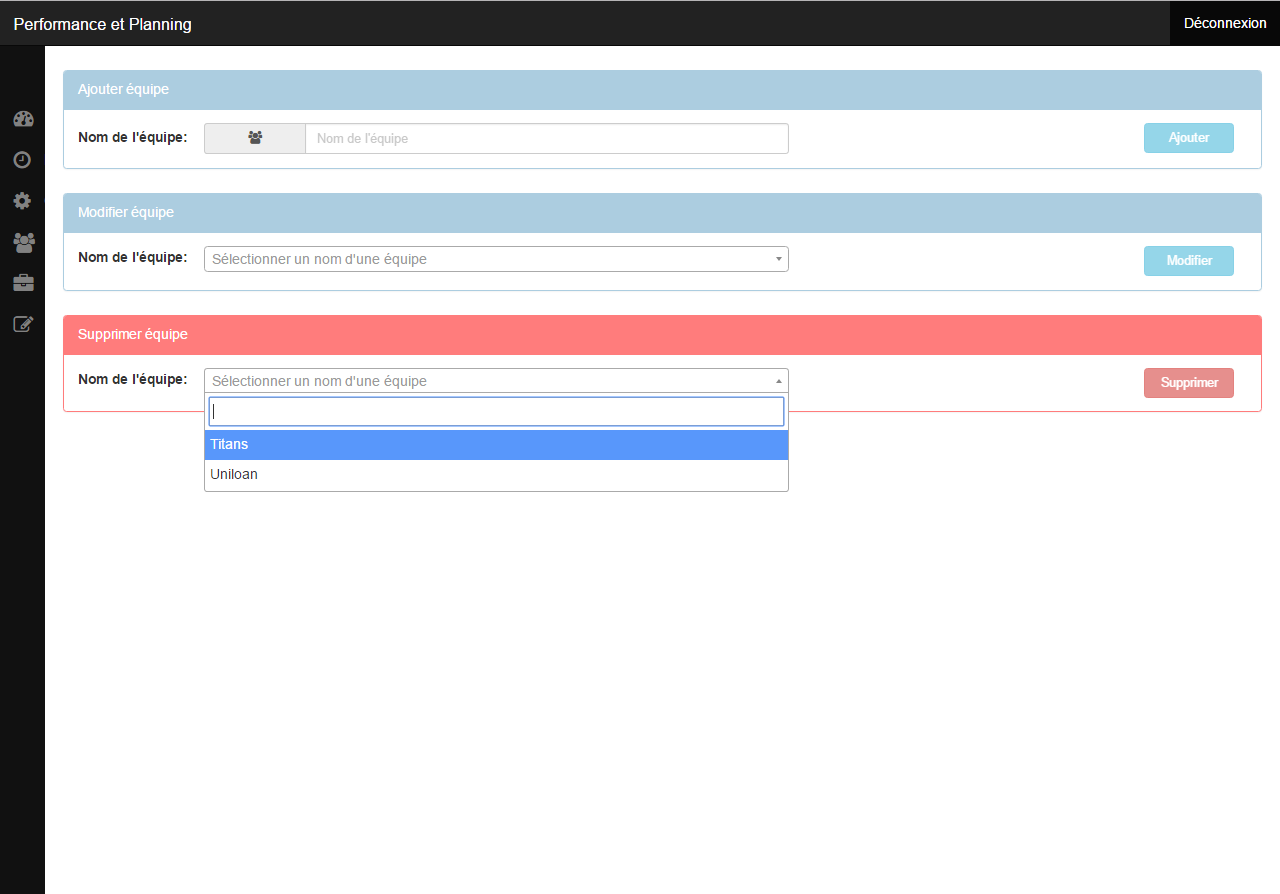 Performance et Planning
Déconnexion
Ajouter équipe
Nom de l'équipe:
Nom de l'équipe
Ajouter
Modifier équipe
Nom de l'équipe:
Sélectionner un nom d'une équipe
Modifier
Supprimer équipe
Nom de l'équipe:
Sélectionner un nom d'une équipe
Supprimer
Titans
Uniloan